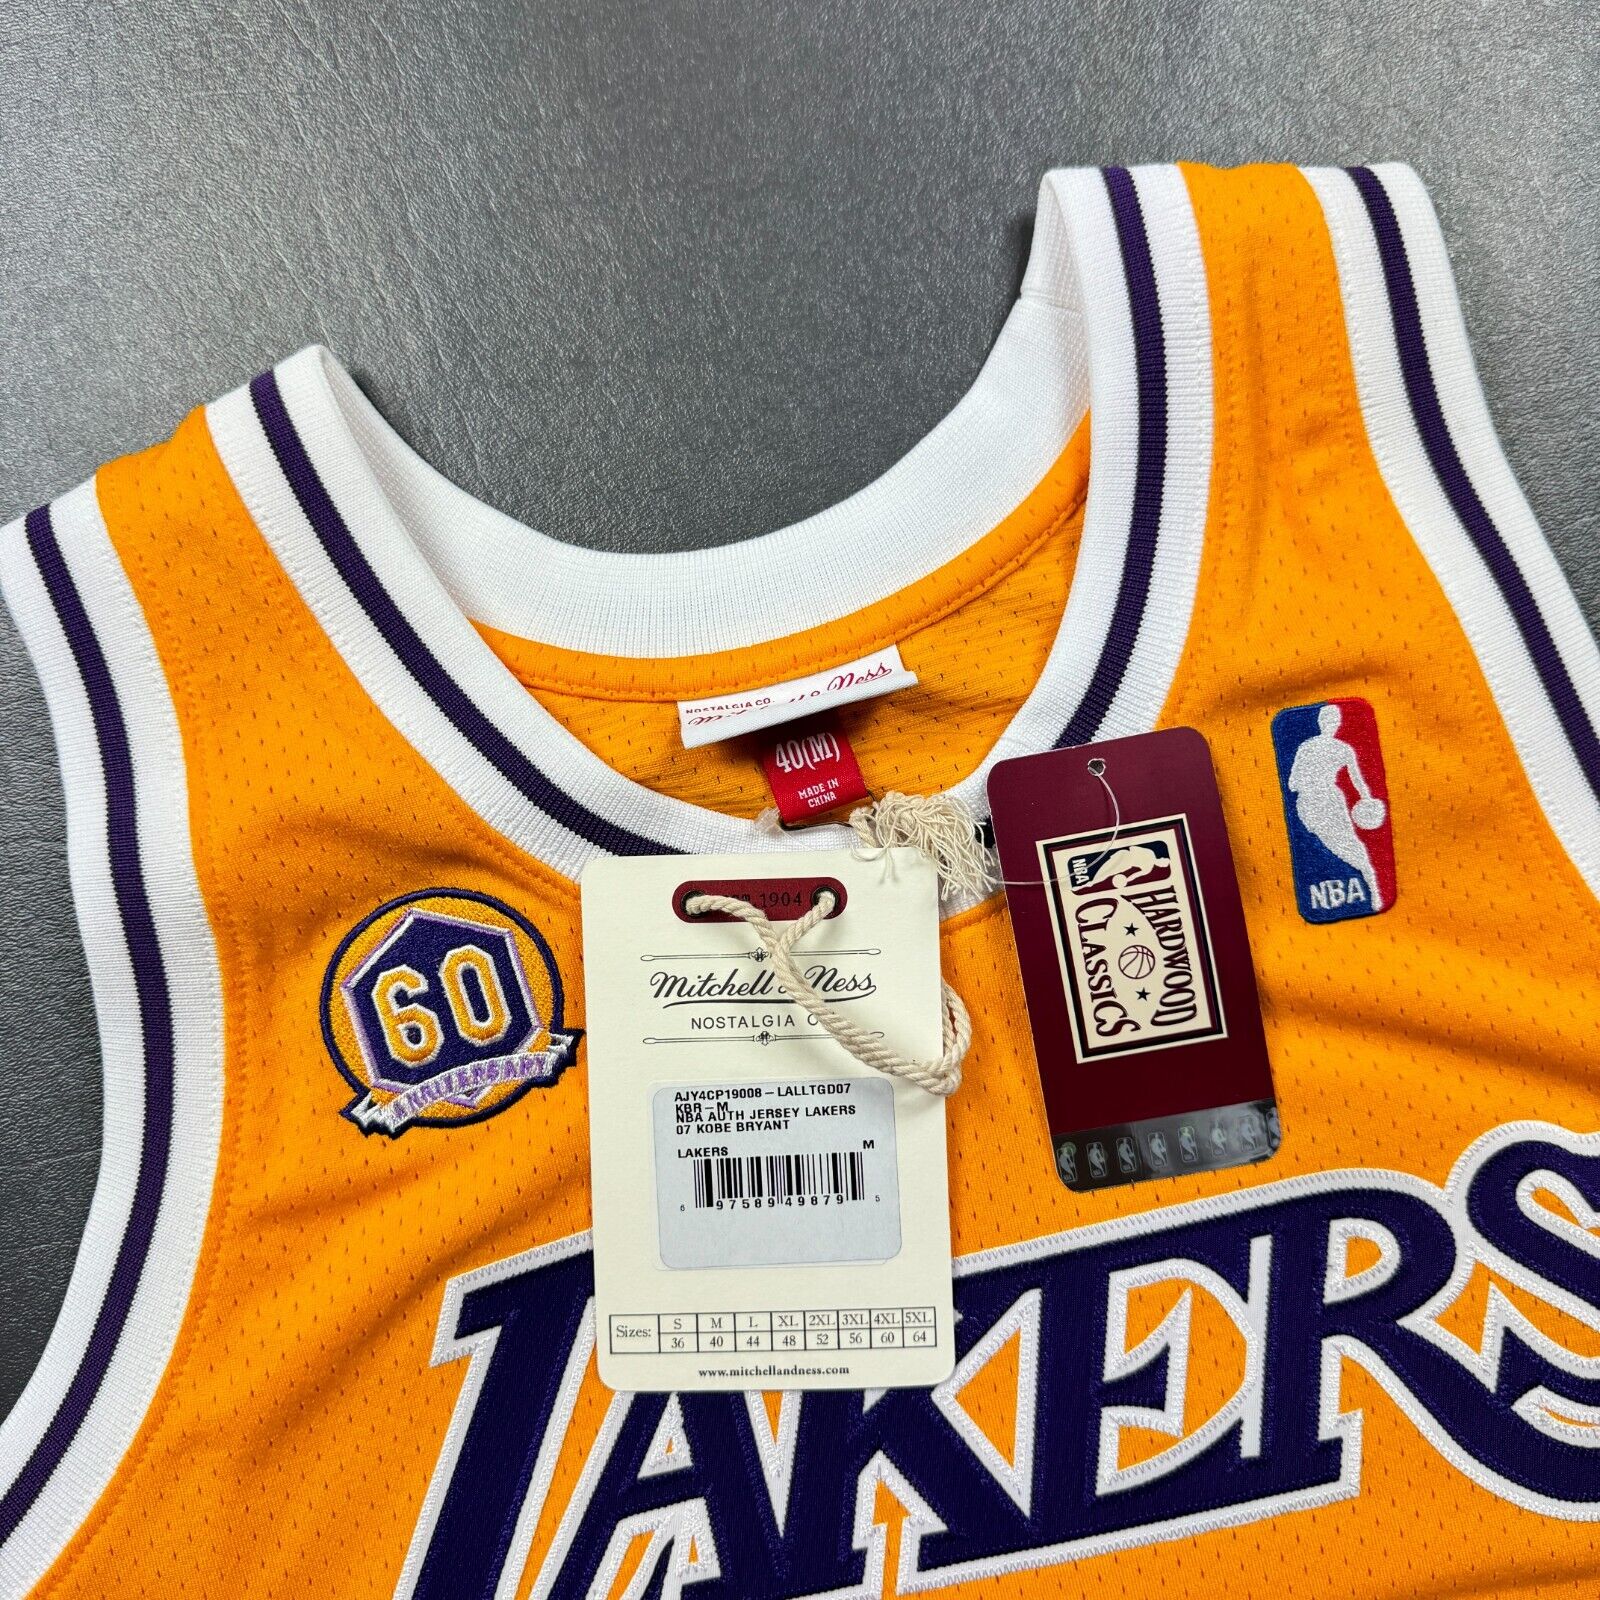 NOSTALGIA CO.
Ness
40(M)
MADE IN
CHINA
NBA
60
ANNIVERSARY
1904
Mitchell & Ness
NOSTALGIA
AJY4CP19008-LALLTGD07
KBR-M
NBA AUTH JERSEY LAKERS
07 KOBE BRYANT
LAKERS M
6 97589 49879 5
Sizes: S M L XL 2XL 3XL 4XL 5XL
36 40 44 48 52 56 60 64
www.mitchellandness.com
NBA
HARDWOOD
CLASSICS
LAKERS